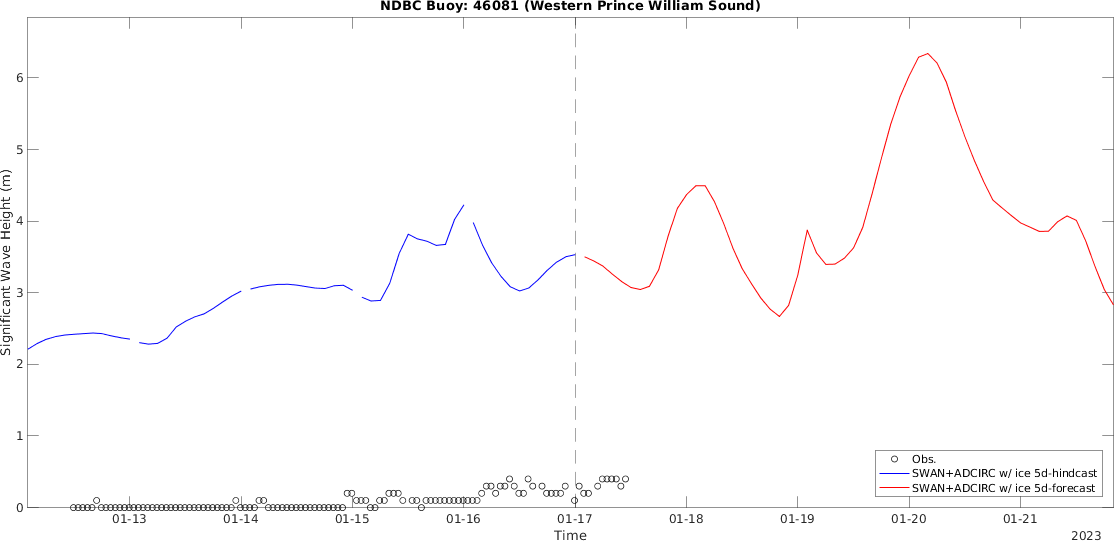 NDBC Buoy: 46081 (Western Prince William Sound)
Significant Wave Height (m)
6
5
4
3
2
1
0
Obs.
SWAN+ADCIRC w/ ice 5d-hindcast
SWAN+ADCIRC w/ ice 5d-forecast
01-13 01-14 01-15 01-16 01-17 01-18 01-19 01-20 01-21
Time
2023